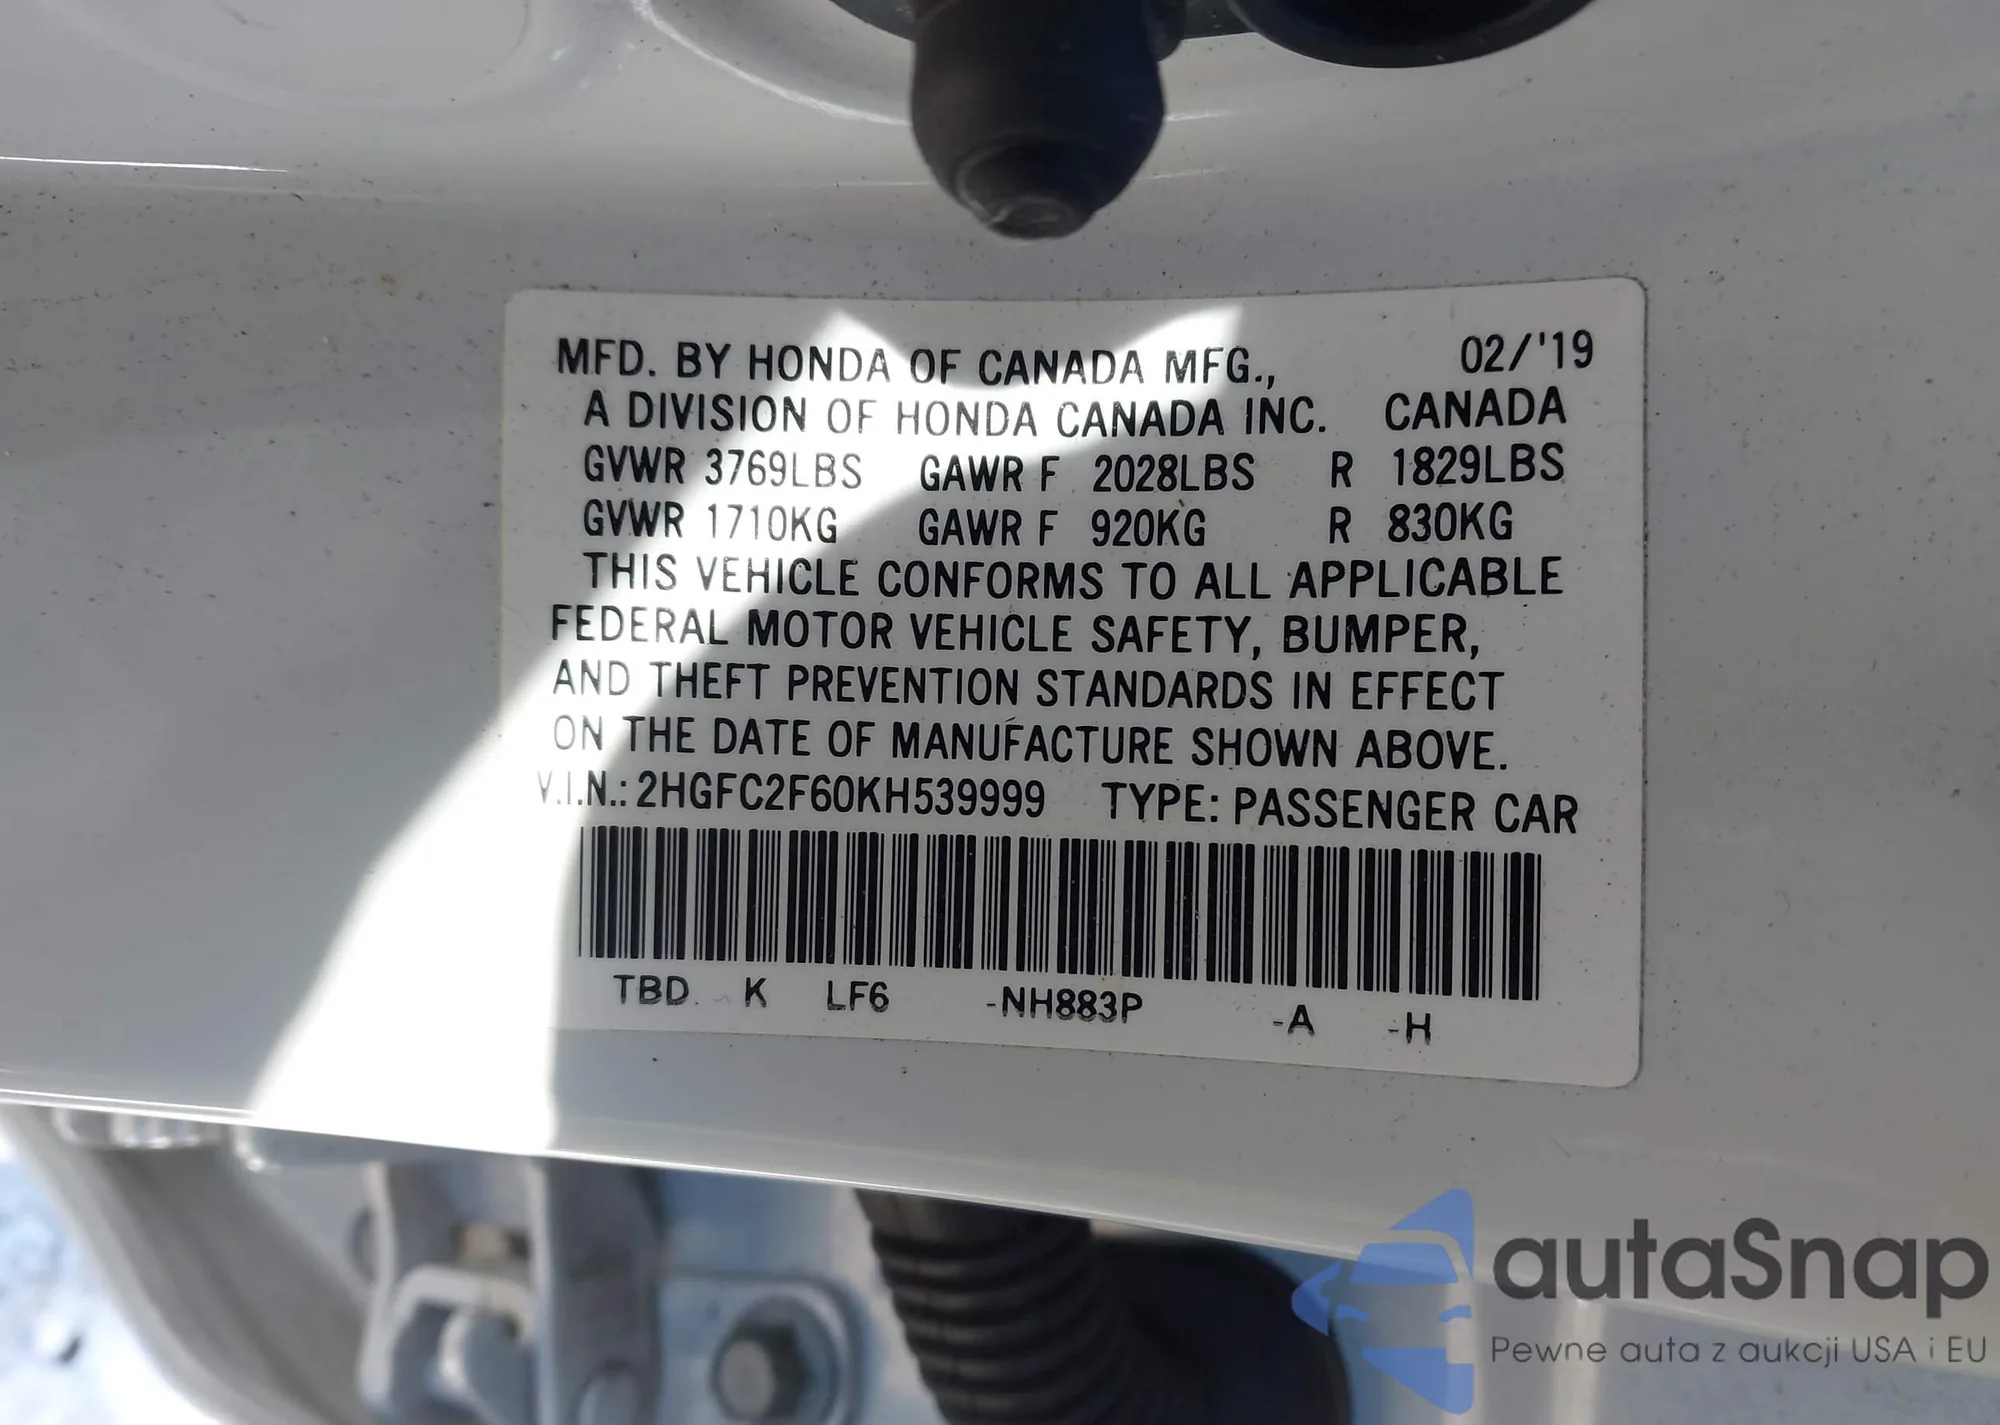 MFD. BY HONDA OF CANADA MFG., 02/'19
A DIVISION OF HONDA CANADA INC. CANADA
GVWR 3769LBS GAWR F 2028LBS R 1829LBS
GVWR 1710KG GAWR F 920KG R 830KG
THIS VEHICLE CONFORMS TO ALL APPLICABLE
FEDERAL MOTOR VEHICLE SAFETY, BUMPER,
AND THEFT PREVENTION STANDARDS IN EFFECT
ON THE DATE OF MANUFACTURE SHOWN ABOVE.
V.I.N.: 2HGFC2F60KH539999 TYPE: PASSENGER CAR
TBD K LF6 -NH883P -A -H
autaSnap
Pewne auta z aukcji USA i EU